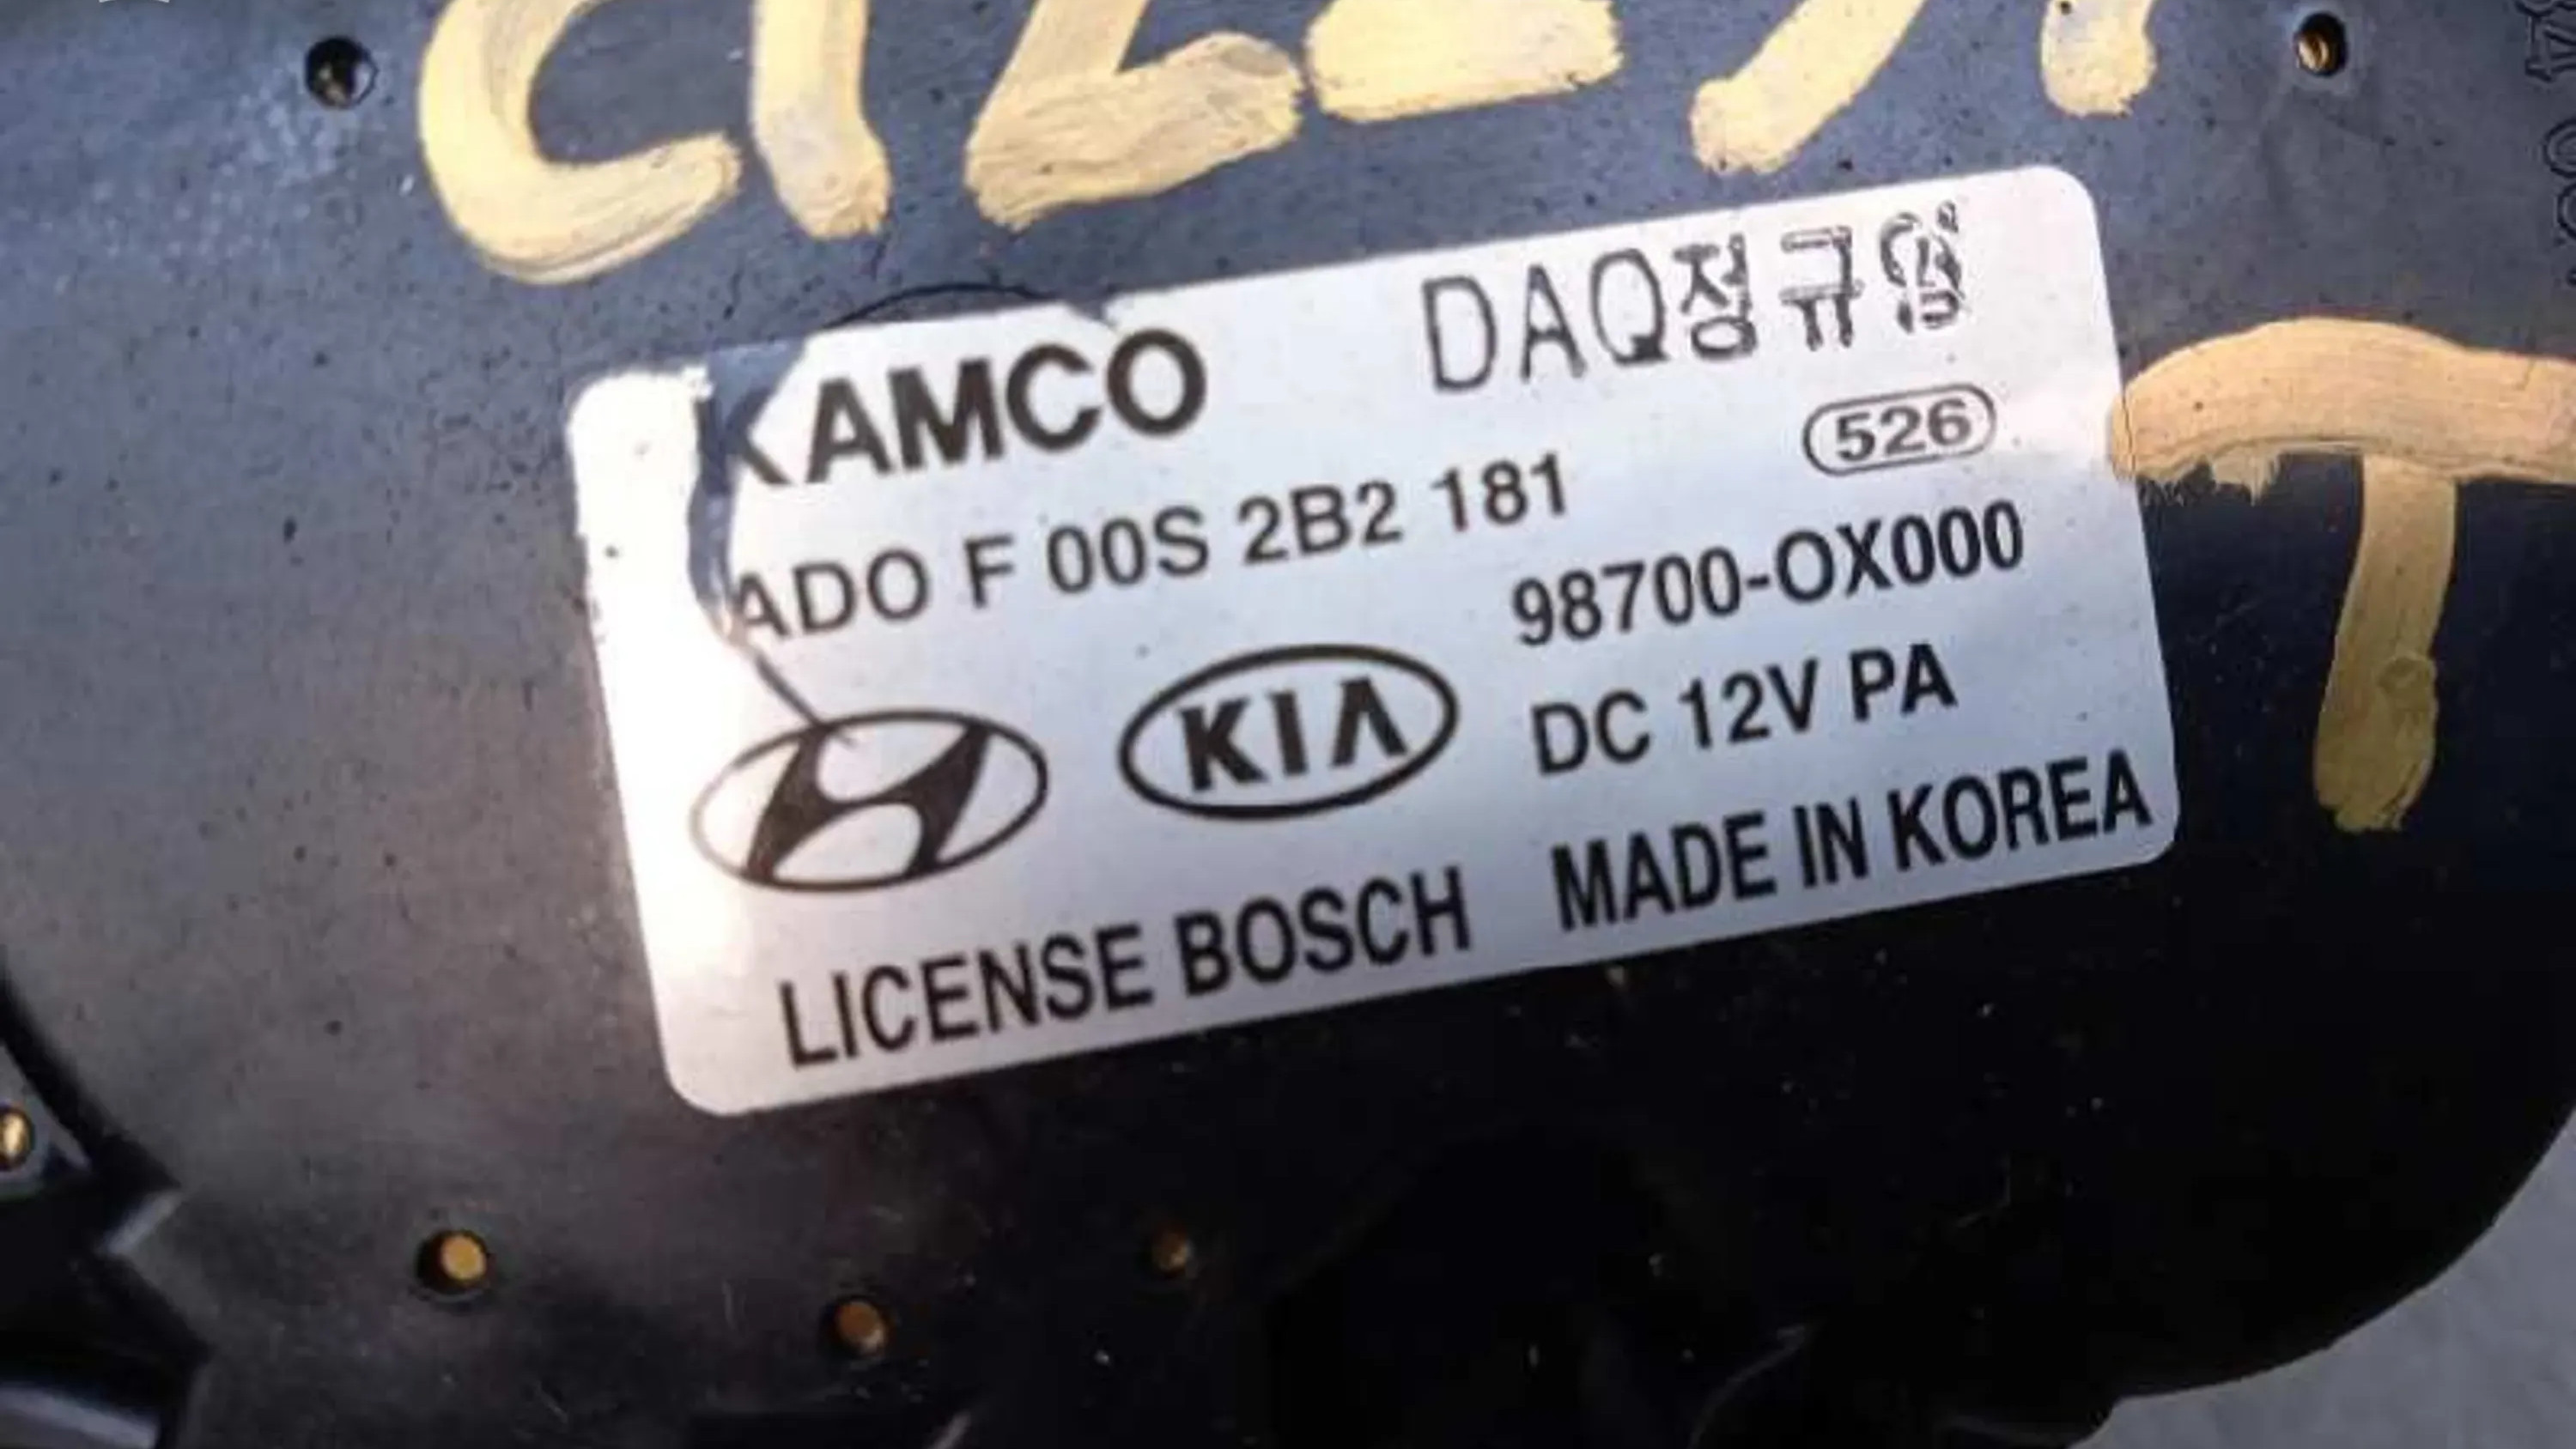 KAMCO DAQ정규
526
ADO F 00S 2B2 181
98700-OX000
KIA DC 12V PA
LICENSE BOSCH MADE IN KOREA
T